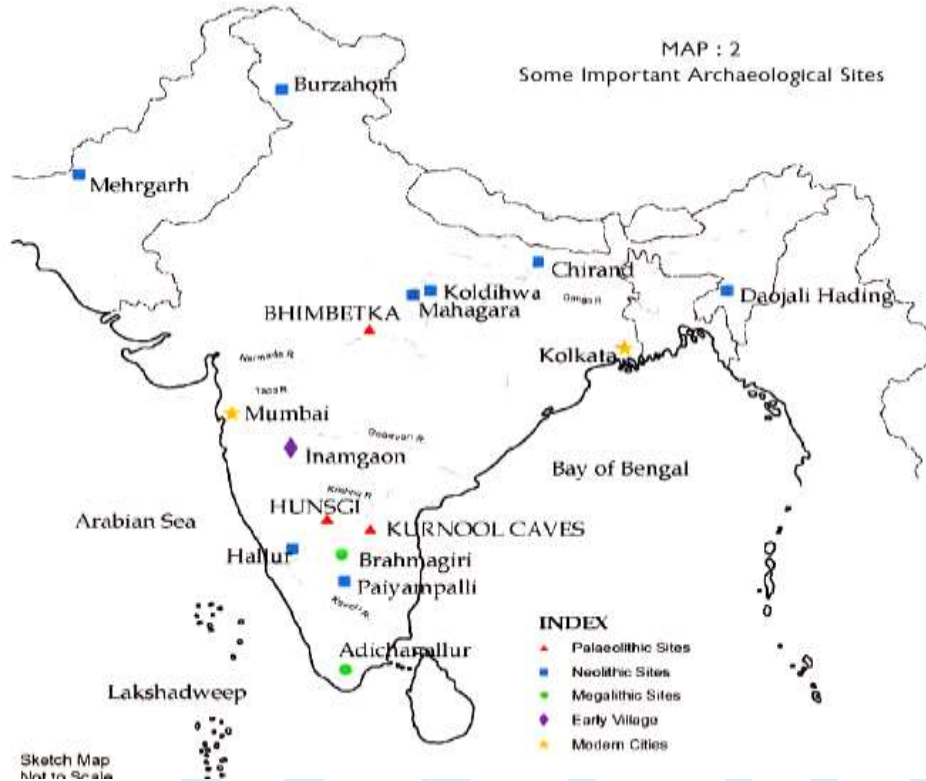 MAP : 2
Some Important Archaeological Sites
Burzahom
Mehrgarh
Chirand
Koldihwa
Ganga R.
Daojali Hading
Mahagara
BHIMBETKA
Kolkata
Narmada R.
Tapti R.
Mumbai
Godavari R.
Inamgaon
Bay of Bengal
Krishna R.
HUNSGI
Arabian Sea
KURNOOL CAVES
Hallur
Brahmagiri
Paiyampalli
Kaveri R.
INDEX
Adichanallur
Palaeolithic Sites
Neolithic Sites
Lakshadweep
Megalithic Sites
Early Village
Modern Cities
Sketch Map
Not to Scale